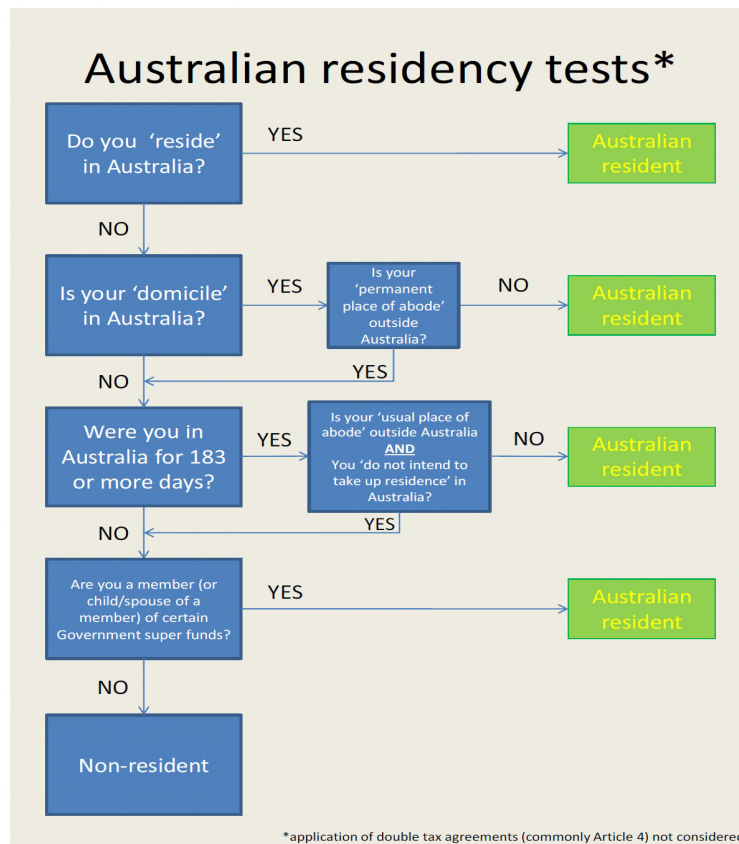 Australian residency tests*
Do you ‘reside’
in Australia?
YES
Australian
resident
NO
Is your ‘domicile’
in Australia?
YES
Is your
‘permanent
place of abode’
outside
Australia?
NO
Australian
resident
YES
NO
Were you in
Australia for 183
or more days?
YES
Is your ‘usual place of
abode’ outside Australia
AND
You ‘do not intend to
take up residence’ in
Australia?
NO
Australian
resident
YES
NO
Are you a member (or
child/spouse of a
member) of certain
Government super funds?
YES
Australian
resident
NO
Non-resident
*application of double tax agreements (commonly Article 4) not considered